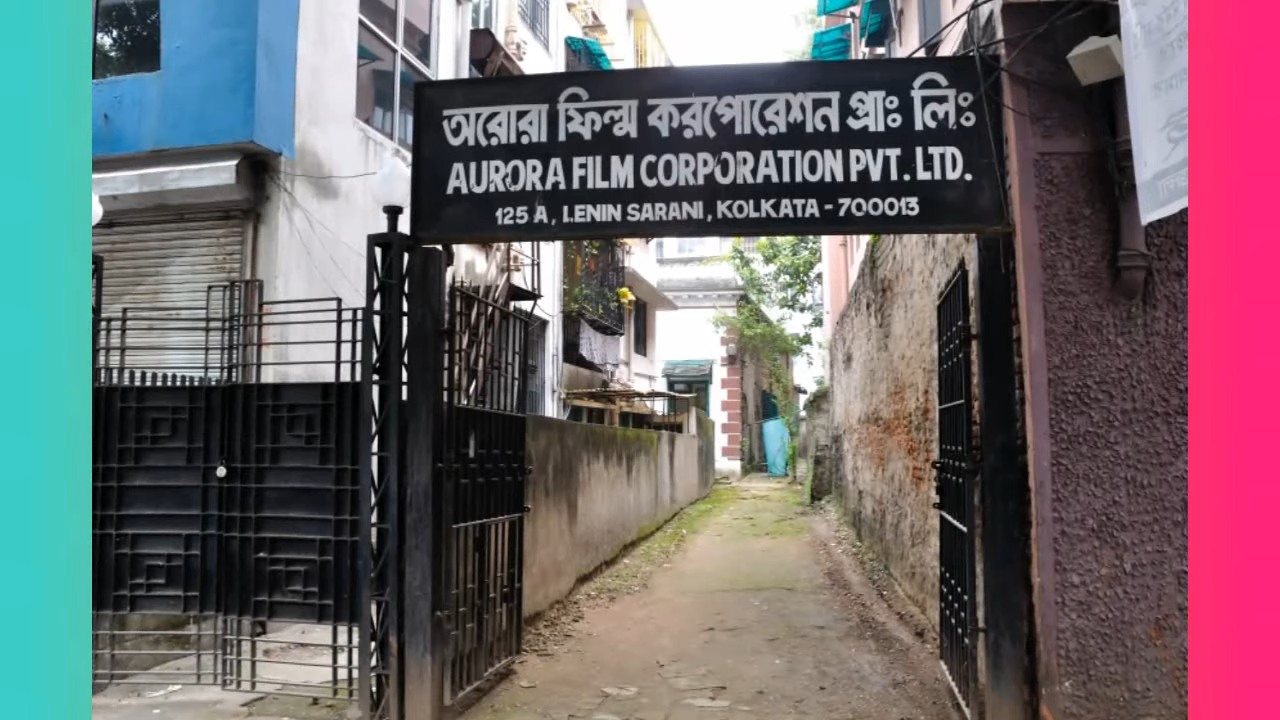 অরোরা ফিল্ম করপোরেশন প্রাঃ লিঃ
AURORA FILM CORPORATION PVT. LTD.
125 A, LENIN SARANI, KOLKATA - 700013